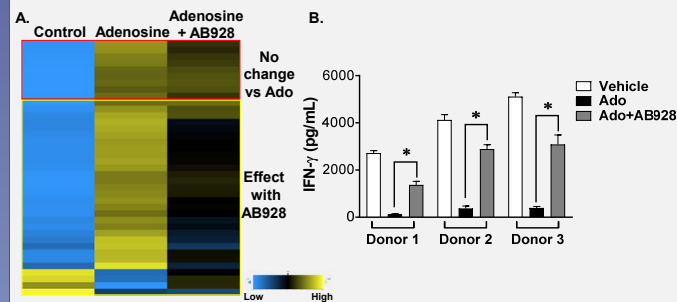 A.
Control Adenosine Adenosine
+ AB928
No
change
vs Ado
Effect
with
AB928
Low High
B.
IFN-γ (pg/mL)
6000
4000
2000
0
*
*
*
Donor 1 Donor 2 Donor 3
Vehicle
Ado
Ado+AB928